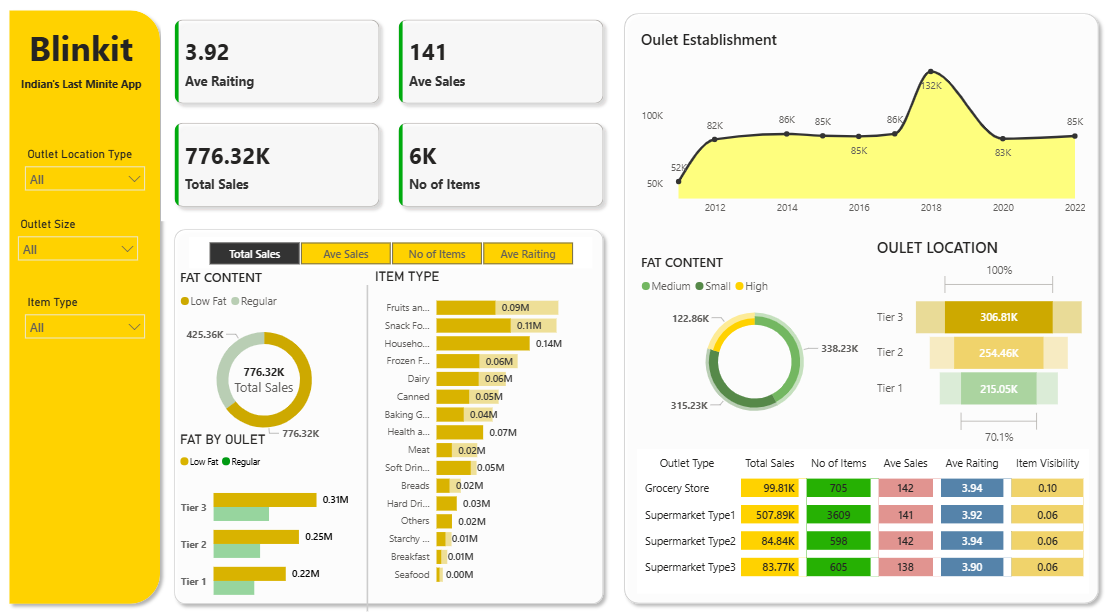 Blinkit
Indian's Last Minite App
Outlet Location Type
All
Outlet Size
All
Item Type
All
3.92
Ave Raiting
141
Ave Sales
776.32K
Total Sales
6K
No of Items
Total Sales Ave Sales No of Items Ave Raiting
FAT CONTENT
Low Fat Regular
425.36K
776.32K
Total Sales
776.32K
FAT BY OULET
Low Fat Regular
Tier 3 0.31M
Tier 2 0.25M
Tier 1 0.22M
ITEM TYPE
Fruits an... 0.09M
Snack Fo... 0.11M
Househo... 0.14M
Frozen F... 0.06M
Dairy 0.06M
Canned 0.05M
Baking G... 0.04M
Health a... 0.07M
Meat 0.02M
Soft Drin... 0.05M
Breads 0.02M
Hard Dri... 0.03M
Others 0.02M
Starchy ... 0.01M
Breakfast 0.01M
Seafood 0.00M
Oulet Establishment
100K
50K
52K 82K 86K 85K 85K 86K 132K 83K 85K
2012 2014 2016 2018 2020 2022
FAT CONTENT
Medium Small High
122.86K
338.23K
315.23K
OULET LOCATION
100%
Tier 3 306.81K
Tier 2 254.46K
Tier 1 215.05K
70.1%
Outlet Type Total Sales No of Items Ave Sales Ave Raiting Item Visibility
Grocery Store 99.81K 705 142 3.94 0.10
Supermarket Type1 507.89K 3609 141 3.92 0.06
Supermarket Type2 84.84K 598 142 3.94 0.06
Supermarket Type3 83.77K 605 138 3.90 0.06